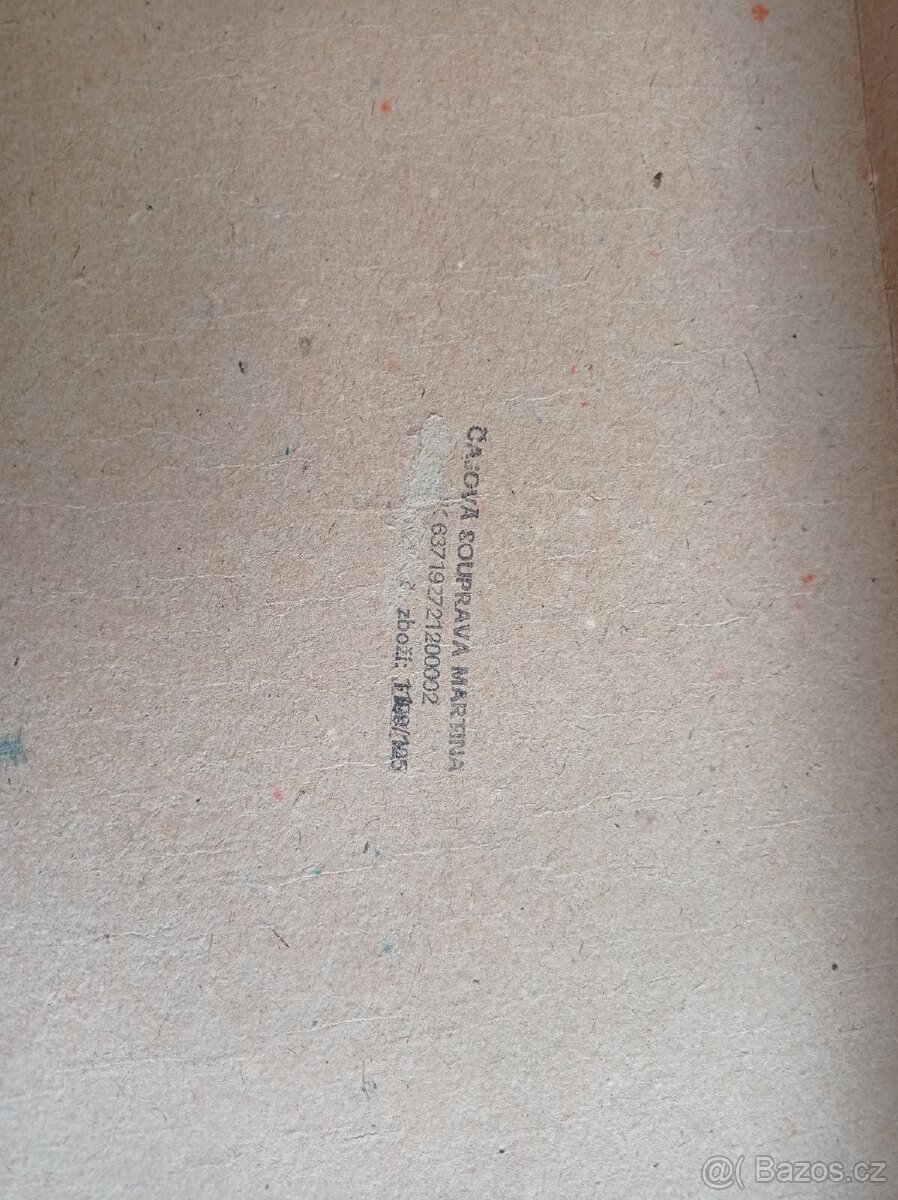 ČAJOVÁ SOUPRAVA MARTINA
637192721200002
č. zboží:
@( Bazos.cz